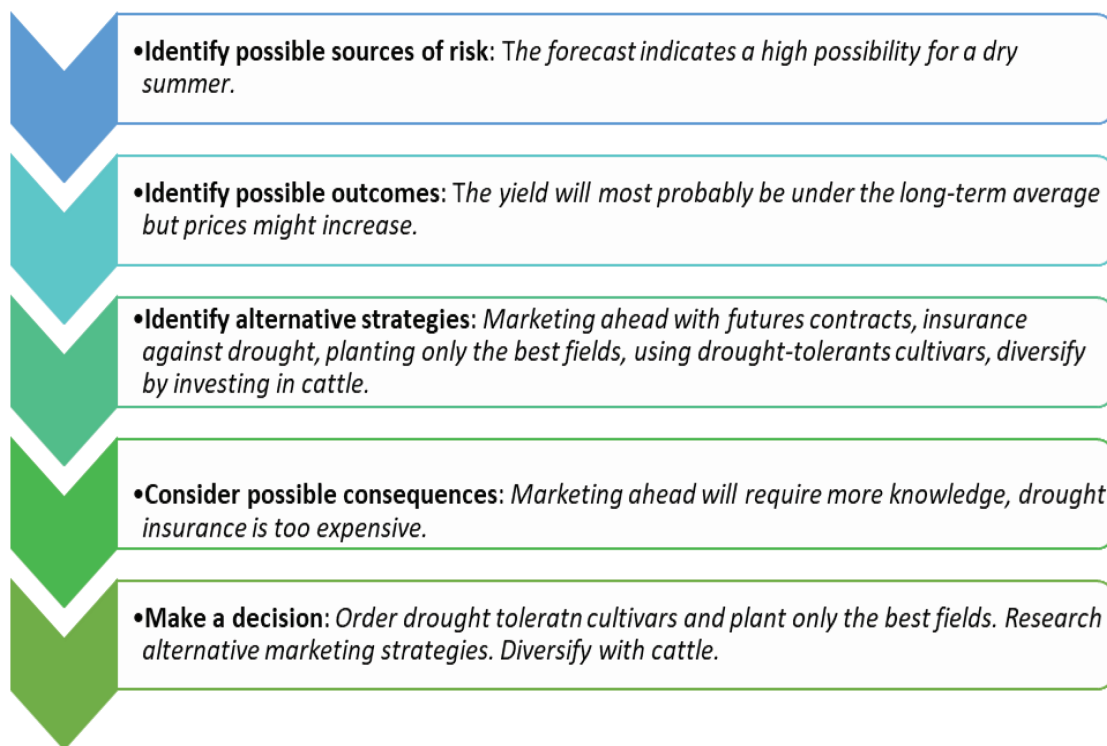 •Identify possible sources of risk: The forecast indicates a high possibility for a dry
summer.
•Identify possible outcomes: The yield will most probably be under the long-term average
but prices might increase.
•Identify alternative strategies: Marketing ahead with futures contracts, insurance
against drought, planting only the best fields, using drought-tolerants cultivars, diversify
by investing in cattle.
•Consider possible consequences: Marketing ahead will require more knowledge, drought
insurance is too expensive.
•Make a decision: Order drought toleratn cultivars and plant only the best fields. Research
alternative marketing strategies. Diversify with cattle.